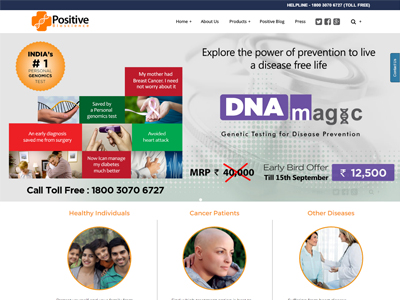 HELPLINE - 1800 3070 6727 (TOLL FREE)
Positive
Home
About Us
Products
Positive Blog
Press
Contact Us
INDIA's
# 1
PERSONAL
GENOMICS
TEST
Explore the power of prevention to live
a disease free life
My mother had
Breast Cancer. I need
not worry about it
Saved by
a Personal
genomics test
An early diagnosis
saved me from surgery
Avoided
heart attack
Now Ican manage
my diabetes
much better
DNA magic
Genetic Testing for Disease Prevention
Call Toll Free : 1800 3070 6727
MRP ₹ 40,000
Early Bird Offer
Till 15th September
₹ 12,500
Healthy Individuals
Cancer Patients
Other Diseases